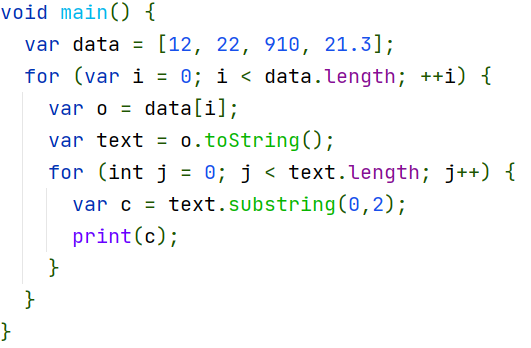 void main() {
  var data = [12, 22, 910, 21.3];
  for (var i = 0; i < data.length; ++i) {
    var o = data[i];
    var text = o.toString();
    for (int j = 0; j < text.length; j++) {
      var c = text.substring(0,2);
      print(c);
    }
  }
}